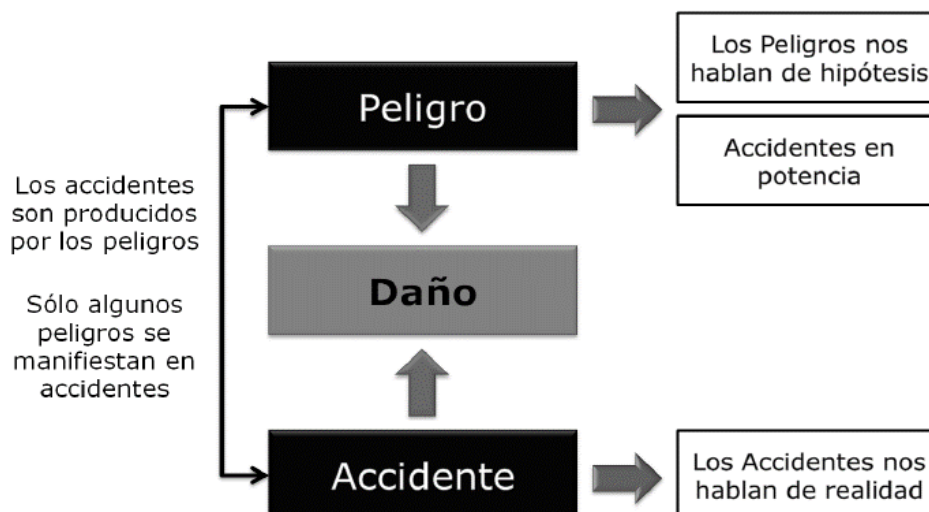 Los Peligros nos
hablan de hipótesis
Peligro
Accidentes en
potencia
Los accidentes
son producidos
por los peligros
Daño
Sólo algunos
peligros se
manifiestan en
accidentes
Accidente
Los Accidentes nos
hablan de realidad